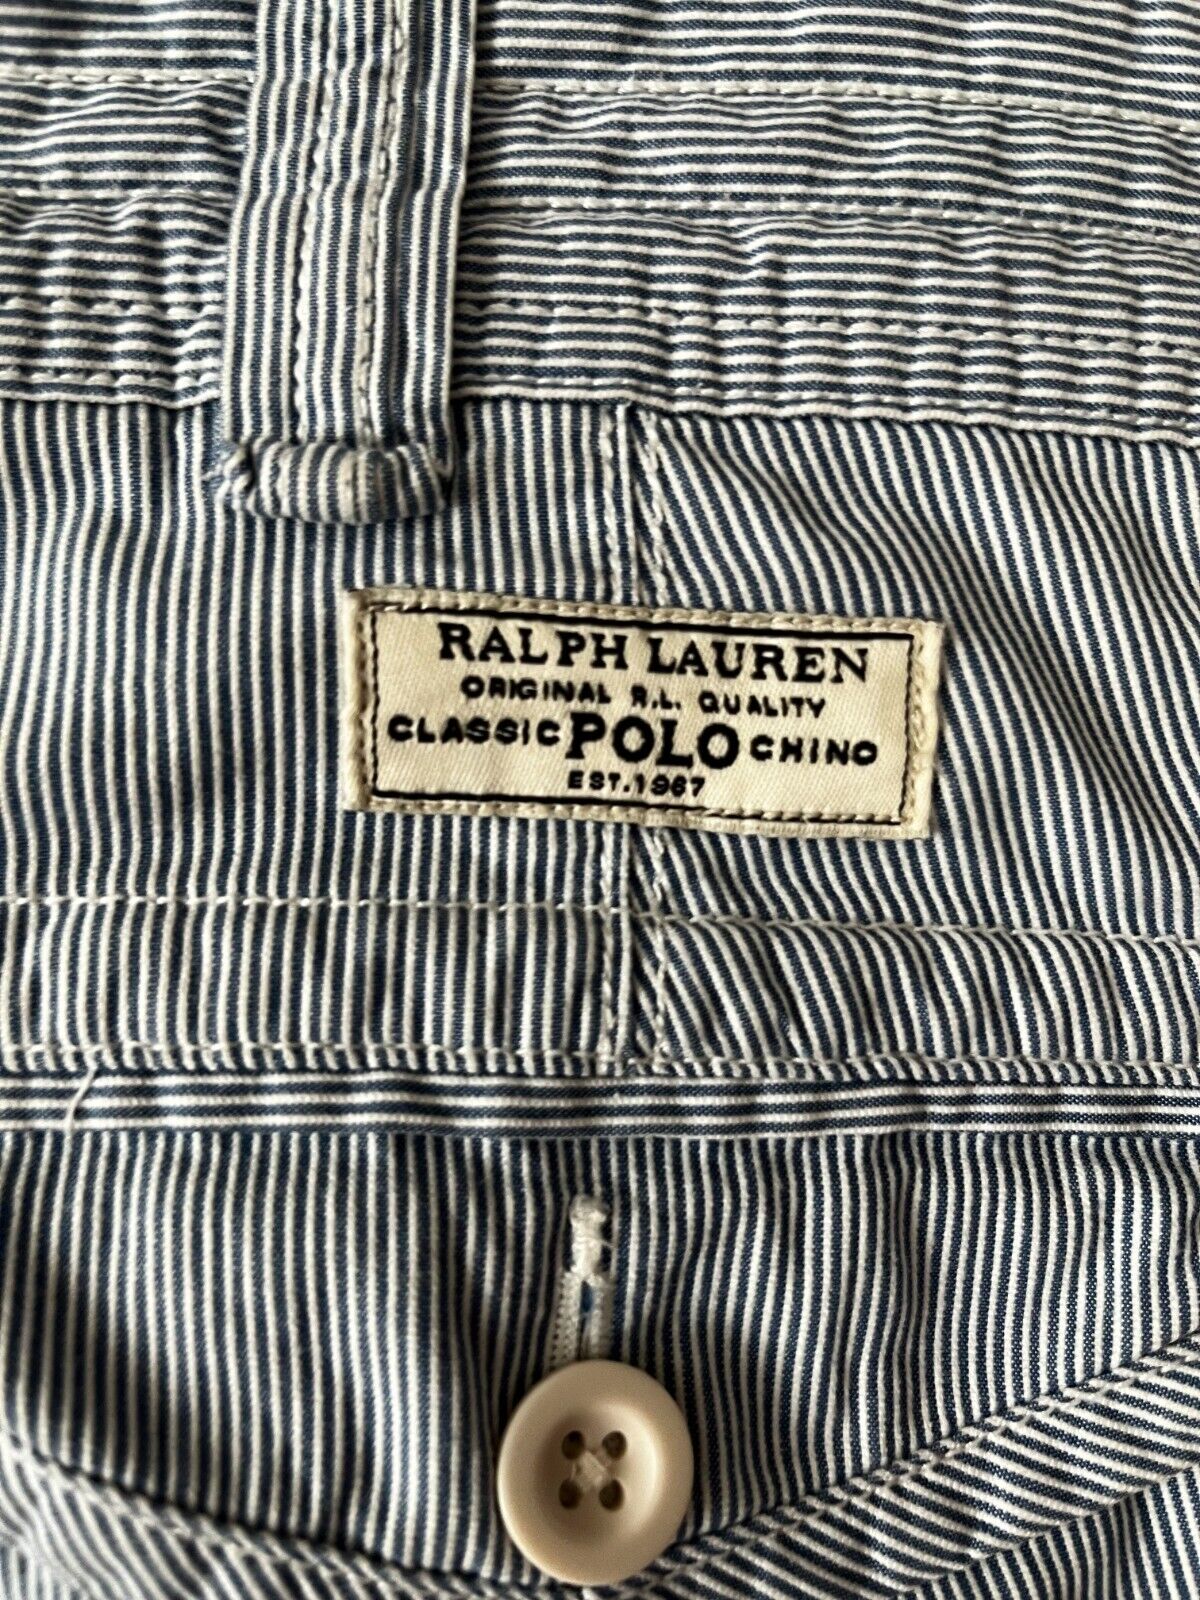 RALPH LAUREN
ORIGINAL R.L. QUALITY
CLASSIC POLO CHINO
EST.1967